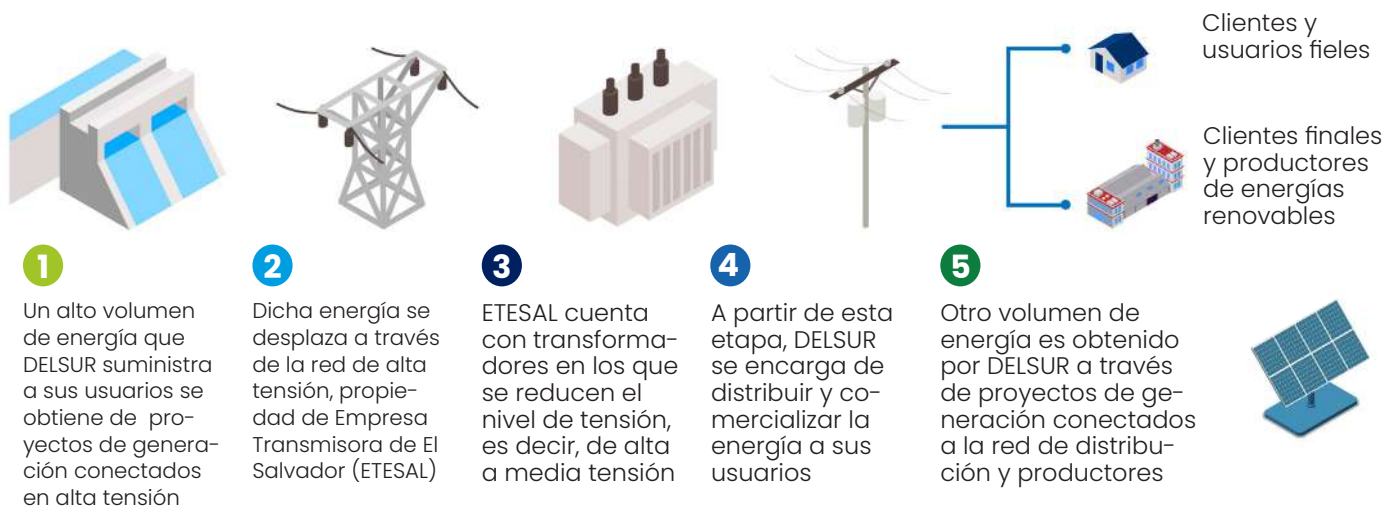 Clientes y
usuarios fieles
Clientes finales
y productores
de energías
renovables
1
Un alto volumen
de energía que
DELSUR suministra
a sus usuarios se
obtiene de pro-
yectos de genera-
ción conectados
en alta tensión
2
Dicha energía se
desplaza a través
de la red de alta
tensión, propie-
dad de Empresa
Transmisora de El
Salvador (ETESAL)
3
ETESAL cuenta
con transforma-
dores en los que
se reducen el
nivel de tensión,
es decir, de alta
a media tensión
4
A partir de esta
etapa, DELSUR
se encarga de
distribuir y co-
mercializar la
energía a sus
usuarios
5
Otro volumen de
energía es obtenido
por DELSUR a través
de proyectos de ge-
neración conectados
a la red de distribu-
ción y productores